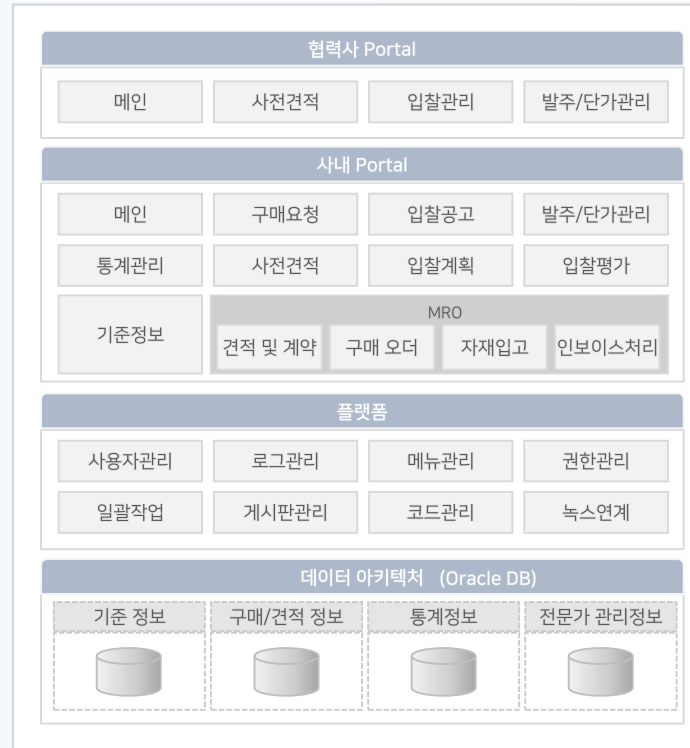 협력사 Portal
메인 사전견적 입찰관리 발주/단가관리
사내 Portal
메인 구매요청 입찰공고 발주/단가관리
통계관리 사전견적 입찰계획 입찰평가
기준정보
MRO
견적 및 계약 구매 오더 자재입고 인보이스처리
플랫폼
사용자관리 로그관리 메뉴관리 권한관리
일괄작업 게시판관리 코드관리 녹스연계
데이터 아키텍처 (Oracle DB)
기준 정보 구매/견적 정보 통계정보 전문가 관리정보